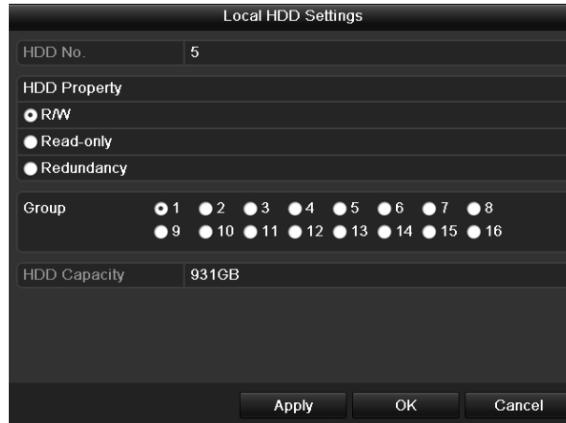 Local HDD Settings
HDD No. 5
HDD Property
R/W
Read-only
Redundancy
Group 1 2 3 4 5 6 7 8
9 10 11 12 13 14 15 16
HDD Capacity 931GB
Apply OK Cancel